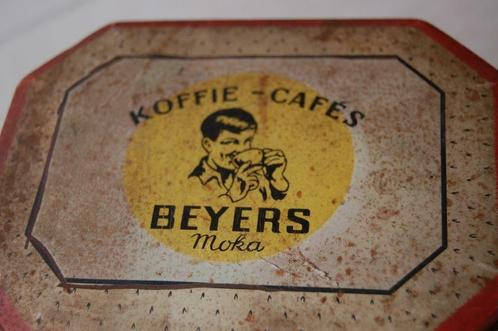 KOFFIE - CAFÉS
BEYERS
Moka